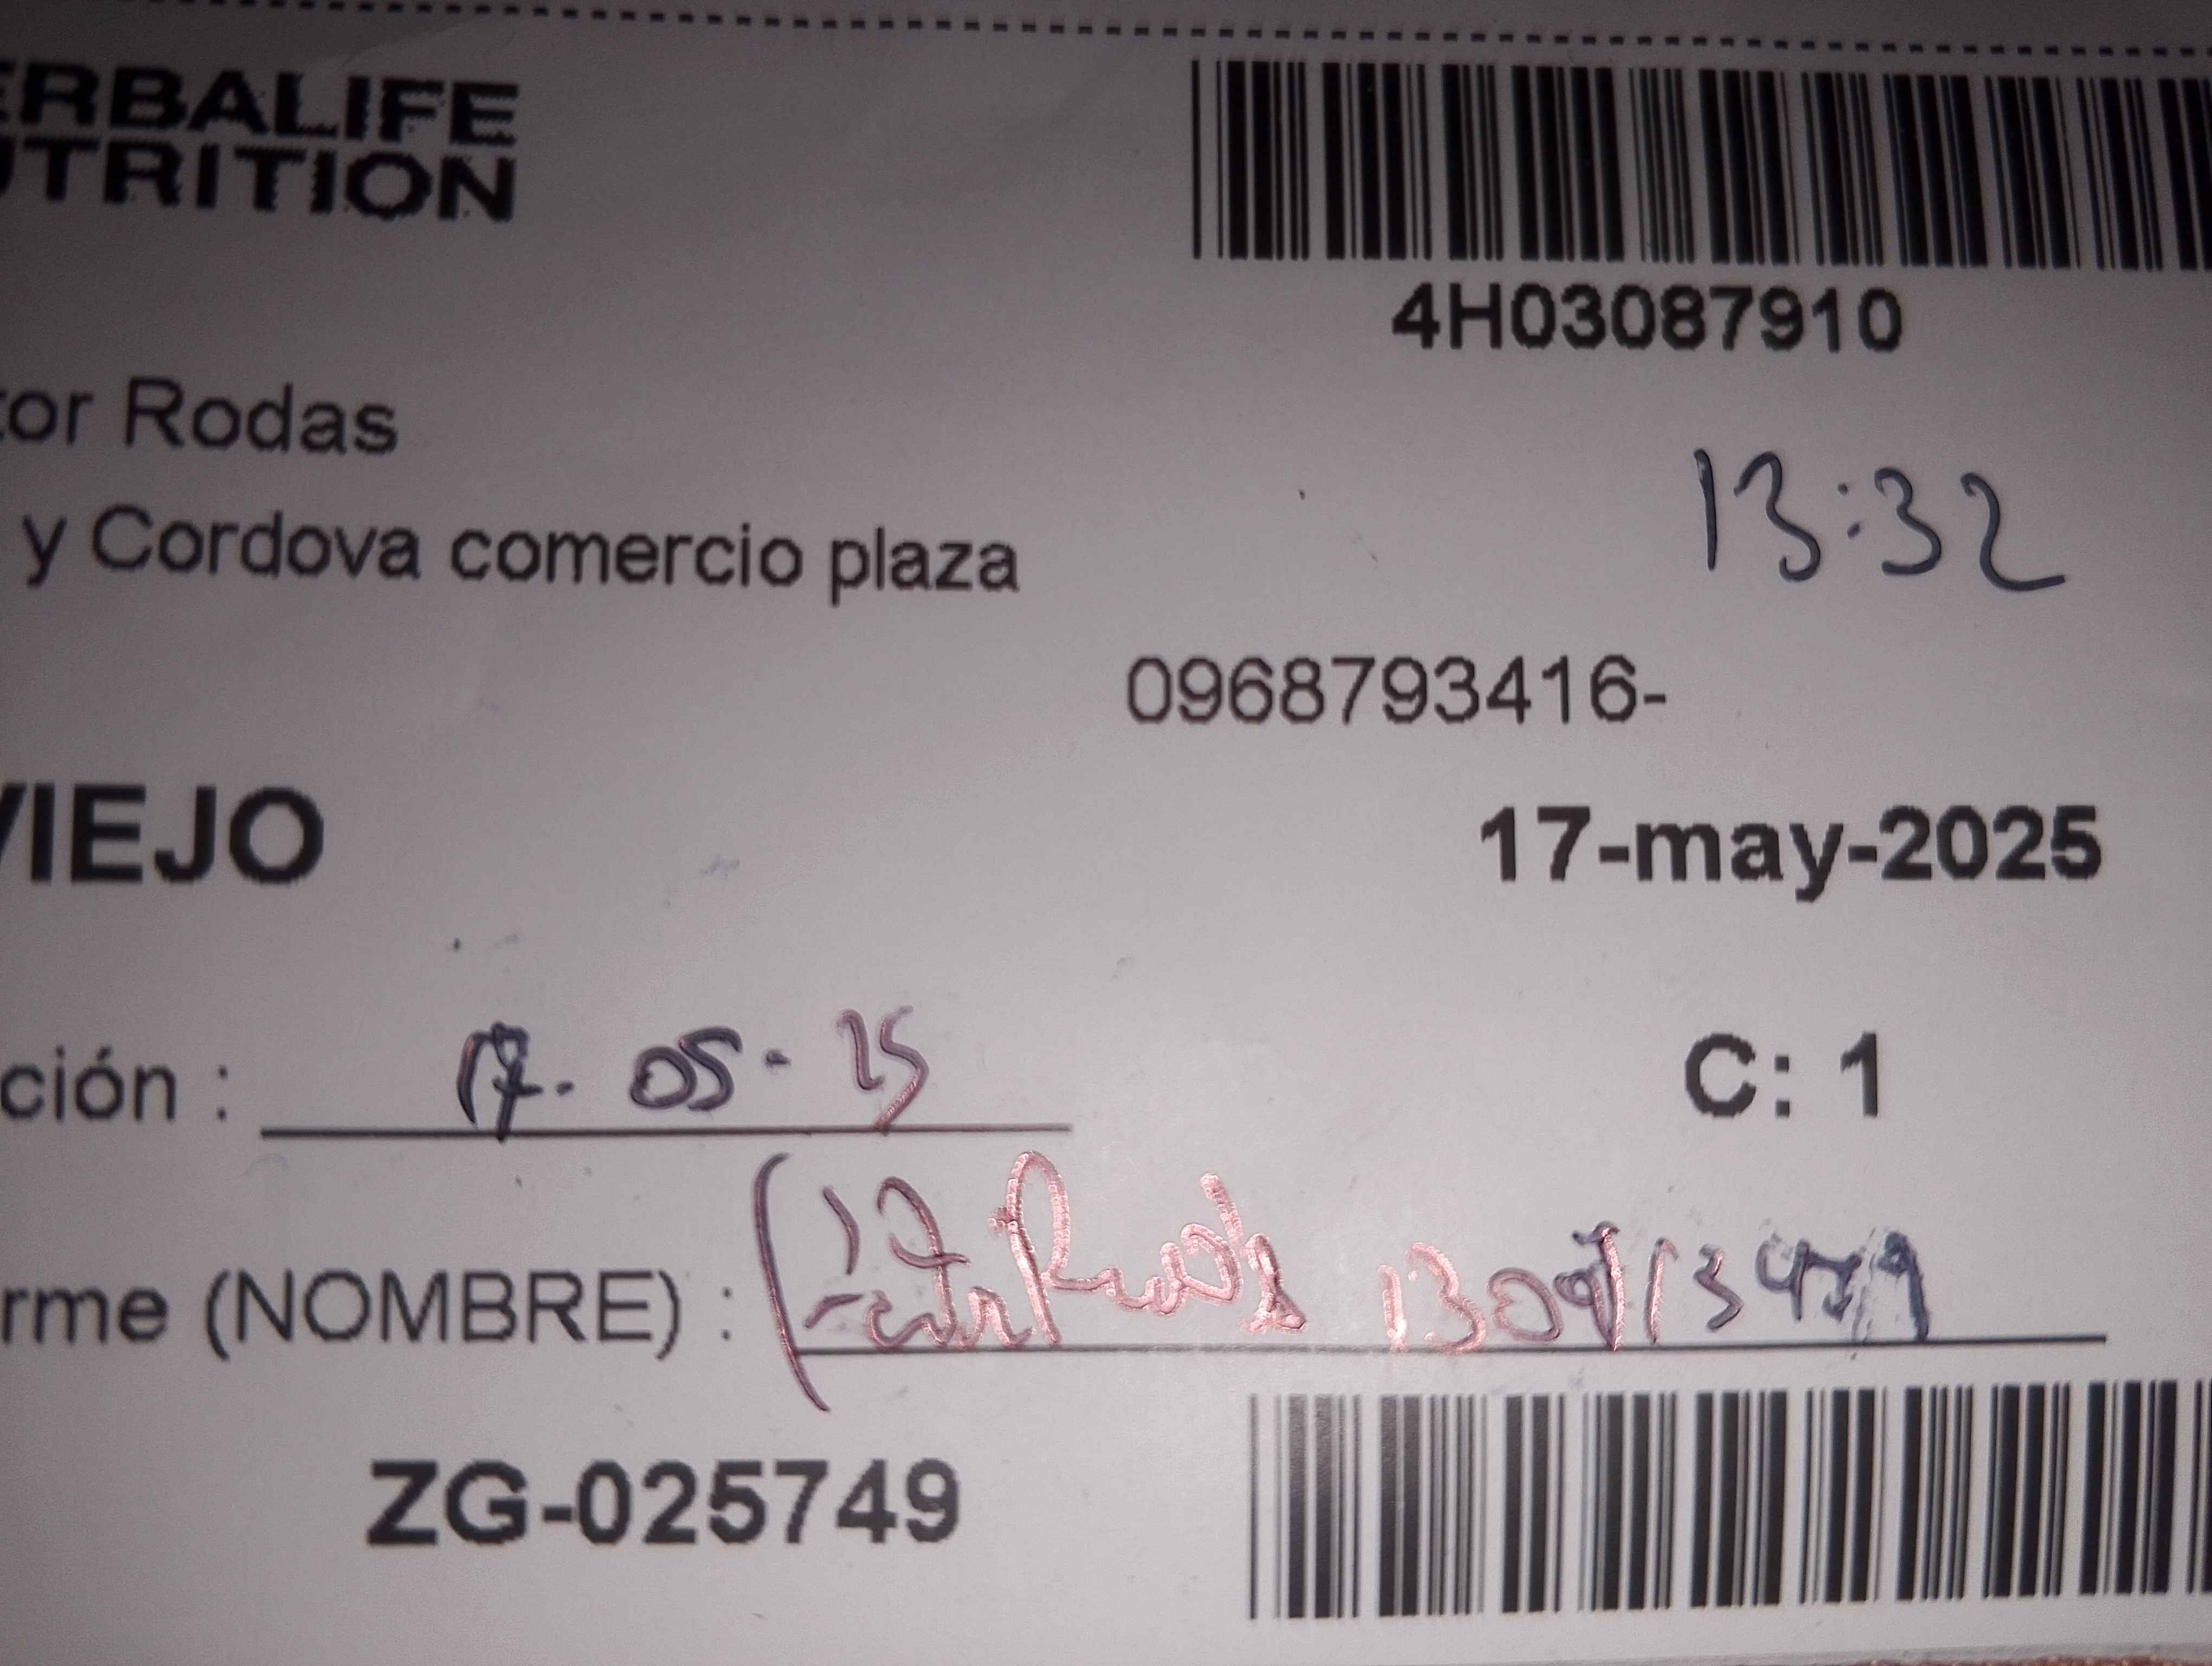 ERBALIFE
UTRITION
4H03087910
tor Rodas
13:32
y Cordova comercio plaza
0968793416-
VIEJO
17-may-2025
ción : 17. 05 - 25
C: 1
rme (NOMBRE) :
ZG-025749